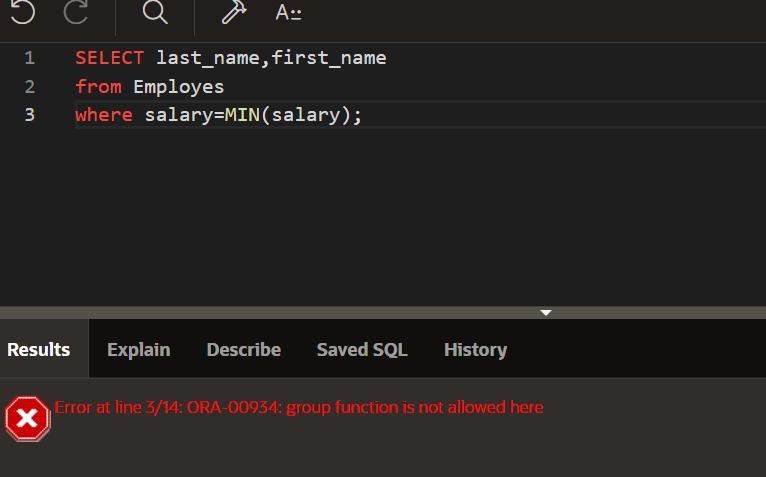 A::
1 SELECT last_name,first_name
2 from Employes
3 where salary=MIN(salary);
Results Explain Describe Saved SQL History
Error at line 3/14: ORA-00934: group function is not allowed here